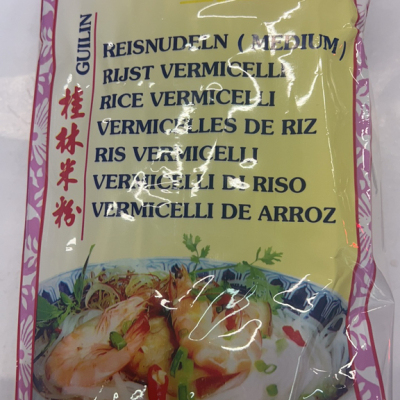 GUILIN
桂林米粉
REISNUDELN ( MEDIUM )
RIJST VERMICELLI
RICE VERMICELLI
VERMICELLES DE RIZ
RIS VERMIGELLI
VERMICELLI DI RISO
VERMICELLI DE ARROZ